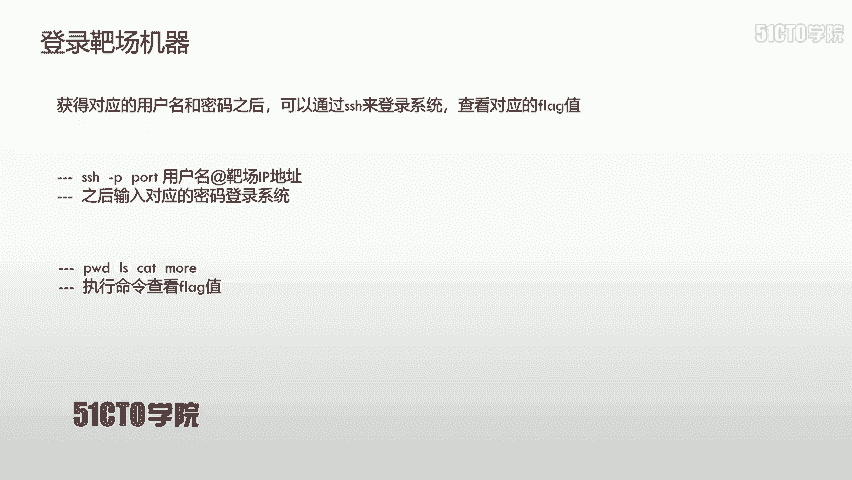 51CTO学院
登录靶场机器
获得对应的用户名和密码之后，可以通过ssh来登录系统，查看对应的flag值
--- ssh -p port 用户名@靶场IP地址
--- 之后输入对应的密码登录系统
--- pwd ls cat more
--- 执行命令查看flag值
51CTO学院